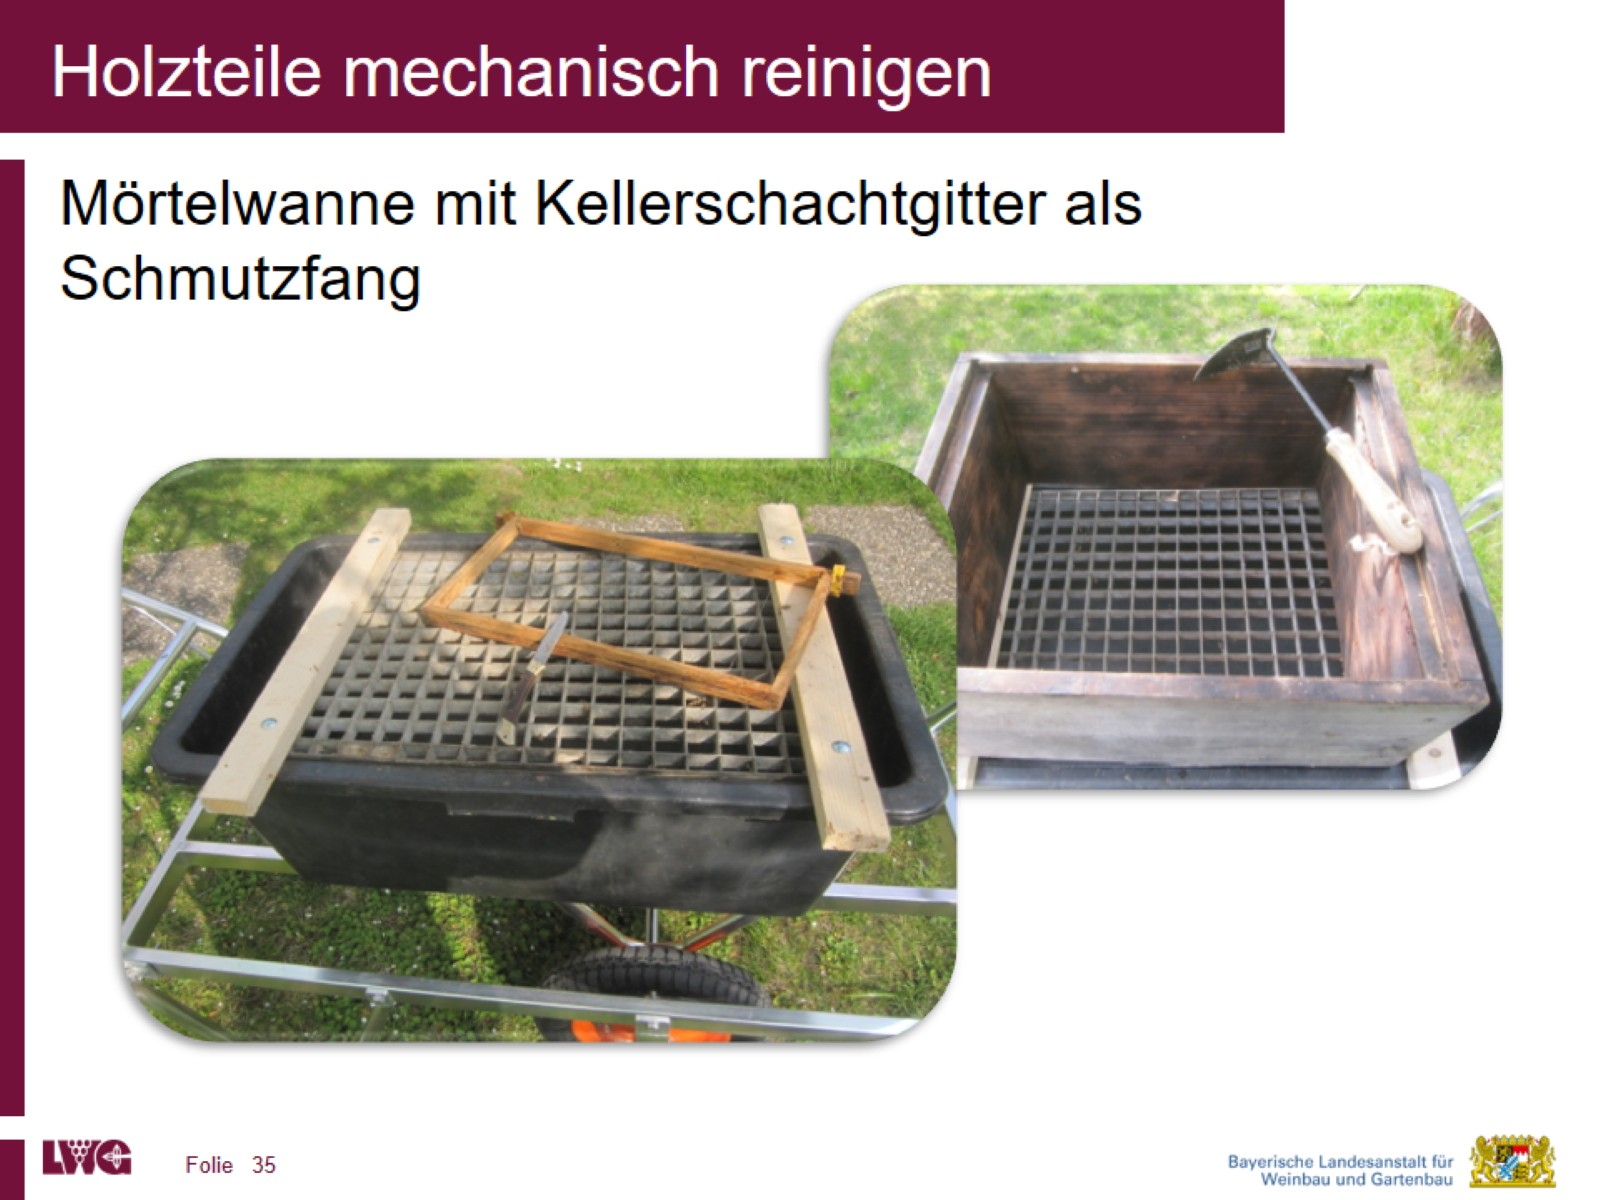 Holzteile mechanisch reinigen
Mörtelwanne mit Kellerschachtgitter als
Schmutzfang
LWG
Folie 35
Bayerische Landesanstalt für
Weinbau und Gartenbau